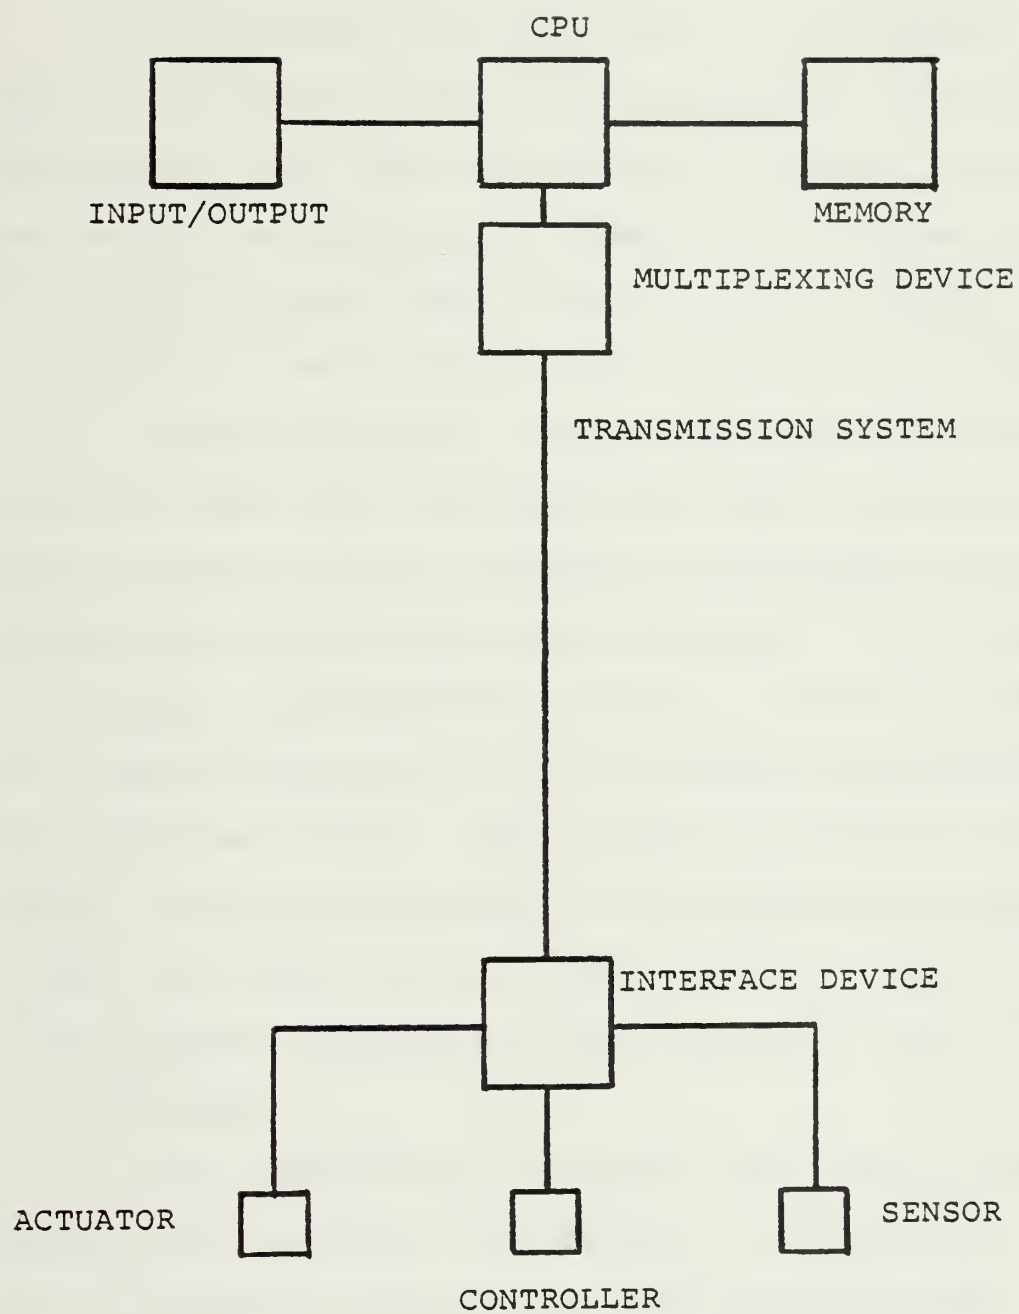 CPU
INPUT/OUTPUT
MEMORY
MULTIPLEXING DEVICE
TRANSMISSION SYSTEM
INTERFACE DEVICE
ACTUATOR
SENSOR
CONTROLLER